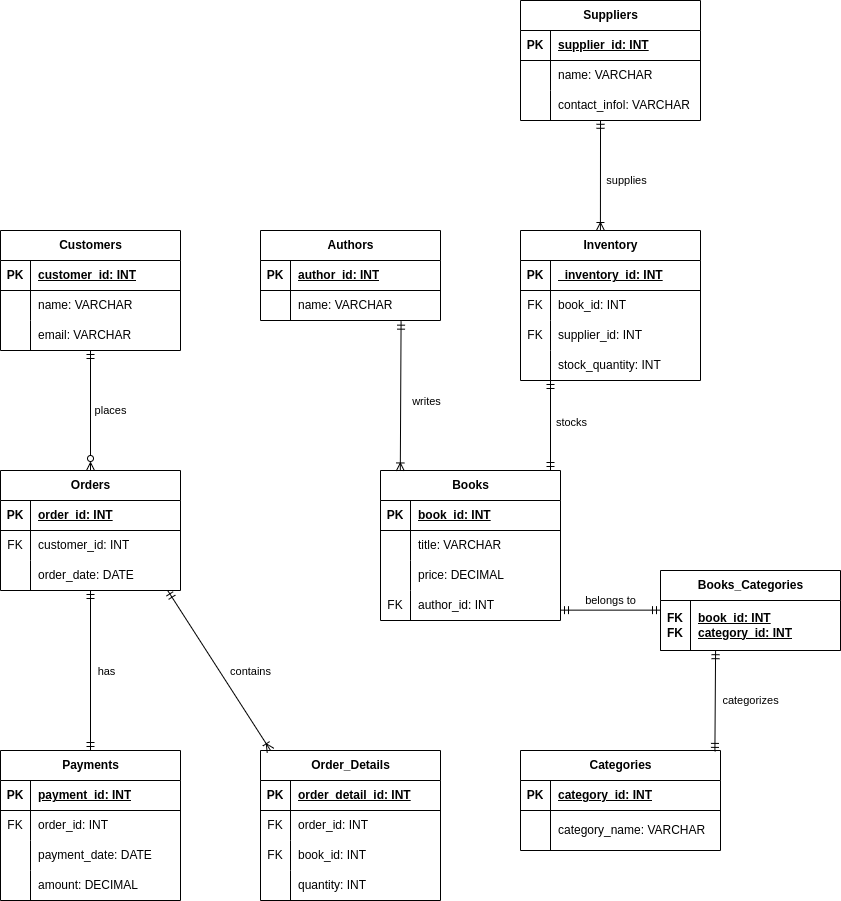 Suppliers
PK supplier_id: INT
name: VARCHAR
contact_infol: VARCHAR
supplies
Customers
PK customer_id: INT
name: VARCHAR
email: VARCHAR
Authors
PK author_id: INT
name: VARCHAR
Inventory
PK _inventory_id: INT
FK book_id: INT
FK supplier_id: INT
stock_quantity: INT
places
writes
stocks
Orders
PK order_id: INT
FK customer_id: INT
order_date: DATE
Books
PK book_id: INT
title: VARCHAR
price: DECIMAL
FK author_id: INT
belongs to
Books_Categories
FK book_id: INT
FK category_id: INT
has
contains
categorizes
Payments
PK payment_id: INT
FK order_id: INT
payment_date: DATE
amount: DECIMAL
Order_Details
PK order_detail_id: INT
FK order_id: INT
FK book_id: INT
quantity: INT
Categories
PK category_id: INT
category_name: VARCHAR